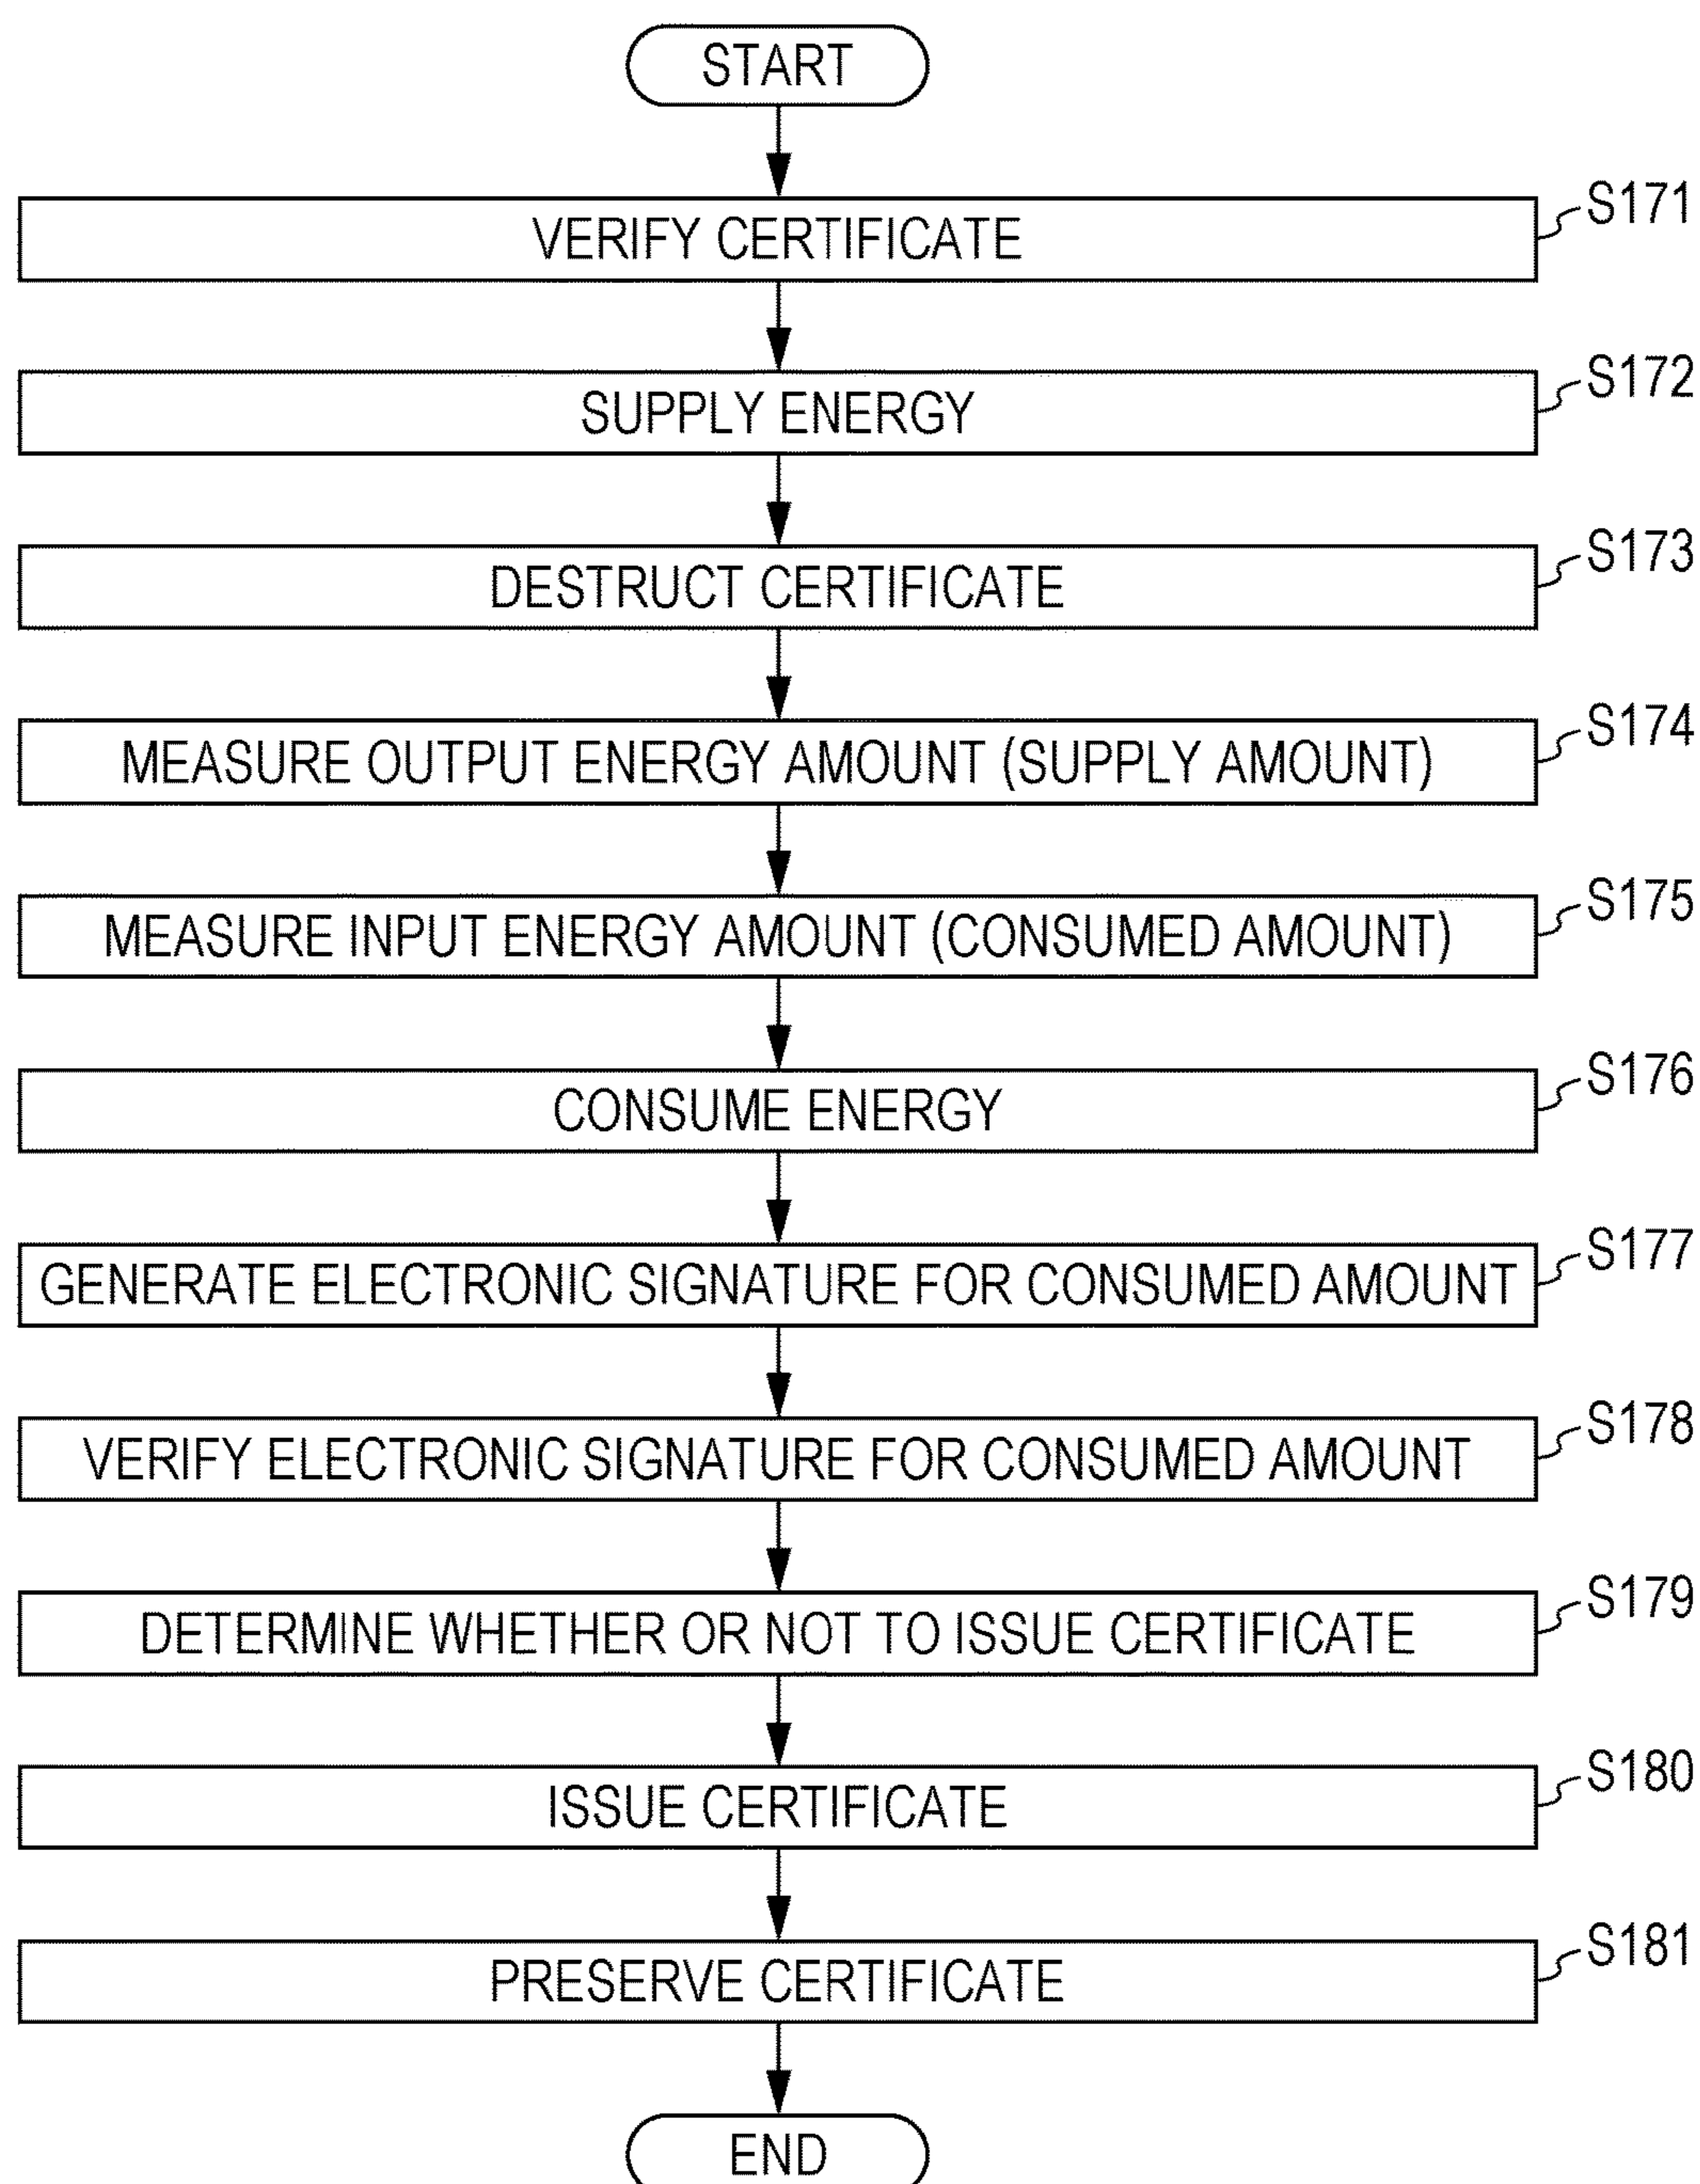 START
S171
VERIFY CERTIFICATE
S172
SUPPLY ENERGY
S173
DESTRUCT CERTIFICATE
S174
MEASURE OUTPUT ENERGY AMOUNT (SUPPLY AMOUNT)
S175
MEASURE INPUT ENERGY AMOUNT (CONSUMED AMOUNT)
S176
CONSUME ENERGY
S177
GENERATE ELECTRONIC SIGNATURE FOR CONSUMED AMOUNT
S178
VERIFY ELECTRONIC SIGNATURE FOR CONSUMED AMOUNT
S179
DETERMINE WHETHER OR NOT TO ISSUE CERTIFICATE
S180
ISSUE CERTIFICATE
S181
PRESERVE CERTIFICATE
END